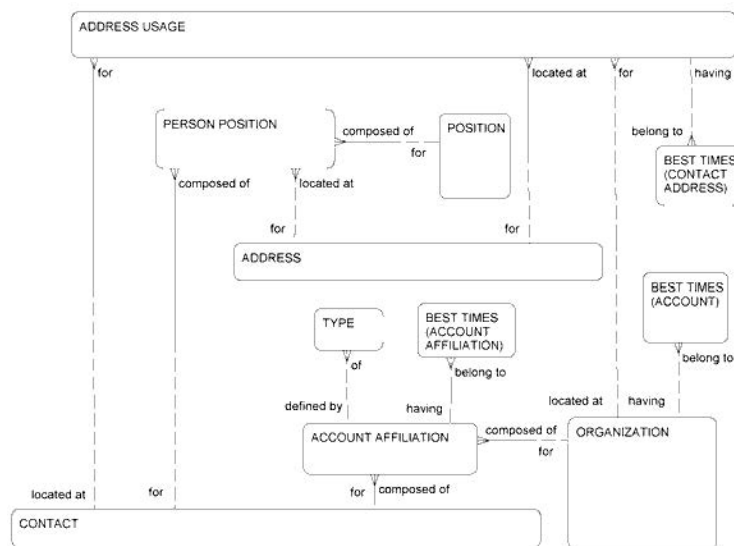 ADDRESS USAGE
for
located at
for
having
PERSON POSITION
composed of
for
POSITION
belong to
BEST TIMES
(CONTACT
ADDRESS)
composed of
located at
for
for
ADDRESS
TYPE
BEST TIMES
(ACCOUNT
AFFILIATION)
BEST TIMES
(ACCOUNT)
of
belong to
belong to
defined by
having
located at
having
ACCOUNT AFFILIATION
composed of
for
ORGANIZATION
located at
for
for
composed of
CONTACT